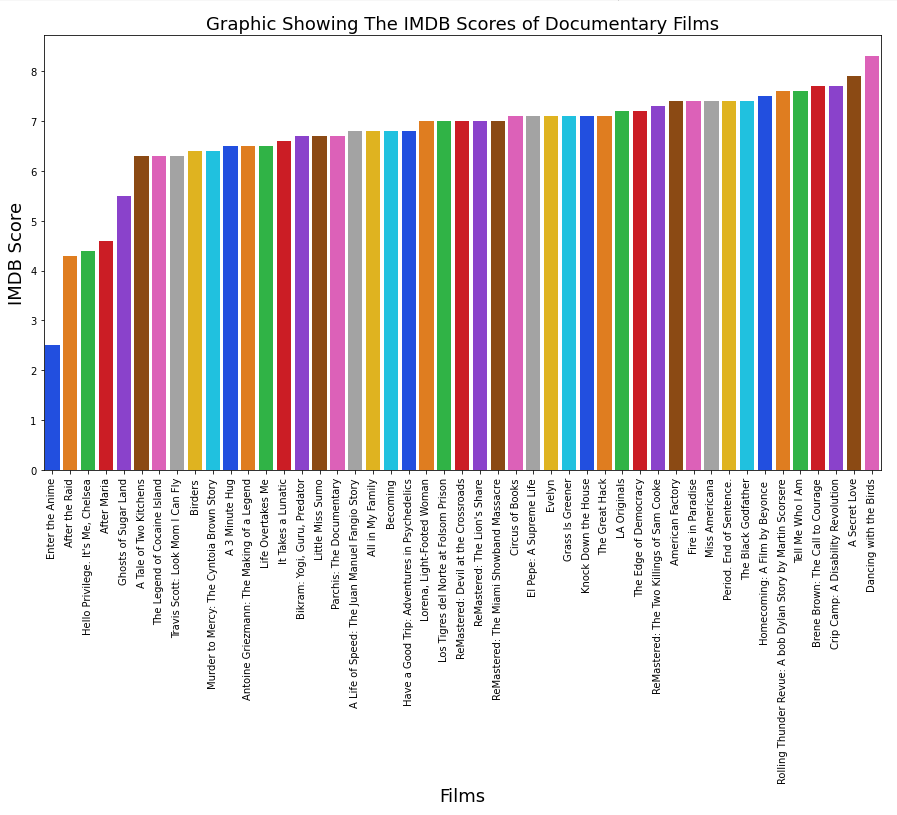 Graphic Showing The IMDB Scores of Documentary Films
IMDB Score
8
7
6
5
4
3
2
1
0
Enter the Anime
After the Raid
Hello Privilege. It's Me, Chelsea
After Maria
Ghosts of Sugar Land
A Tale of Two Kitchens
The Legend of Cocaine Island
Travis Scott: Look Mom I Can Fly
Birders
Murder to Mercy: The Cyntoia Brown Story
A 3 Minute Hug
Antoine Griezmann: The Making of a Legend
Life Overtakes Me
It Takes a Lunatic
Bikram: Yogi, Guru, Predator
Little Miss Sumo
Parchis: The Documentary
A Life of Speed: The Juan Manuel Fangio Story
All in My Family
Becoming
Have a Good Trip: Adventures in Psychedelics
Lorena, Light-Footed Woman
Los Tigres del Norte at Folsom Prison
ReMastered: Devil at the Crossroads
ReMastered: The Lion's Share
ReMastered: The Miami Showband Massacre
Circus of Books
El Pepe: A Supreme Life
Evelyn
Grass Is Greener
Knock Down the House
The Great Hack
LA Originals
The Edge of Democracy
ReMastered: The Two Killings of Sam Cooke
American Factory
Fire in Paradise
Miss Americana
Period. End of Sentence.
The Black Godfather
Homecoming: A Film by Beyonce
Rolling Thunder Revue: A bob Dylan Story by Martin Scorsere
Tell Me Who I Am
Brene Brown: The Call to Courage
Crip Camp: A Disability Revolution
A Secret Love
Dancing with the Birds
Films